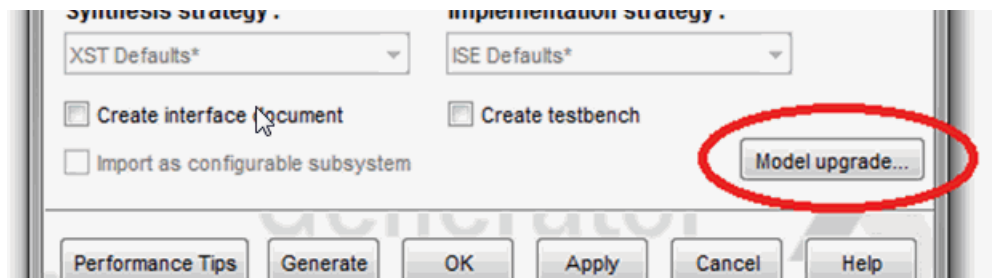 Synthesis strategy : Implementation strategy :
XST Defaults* ISE Defaults*
Create interface document Create testbench
Import as configurable subsystem Model upgrade...
Generator
Performance Tips Generate OK Apply Cancel Help